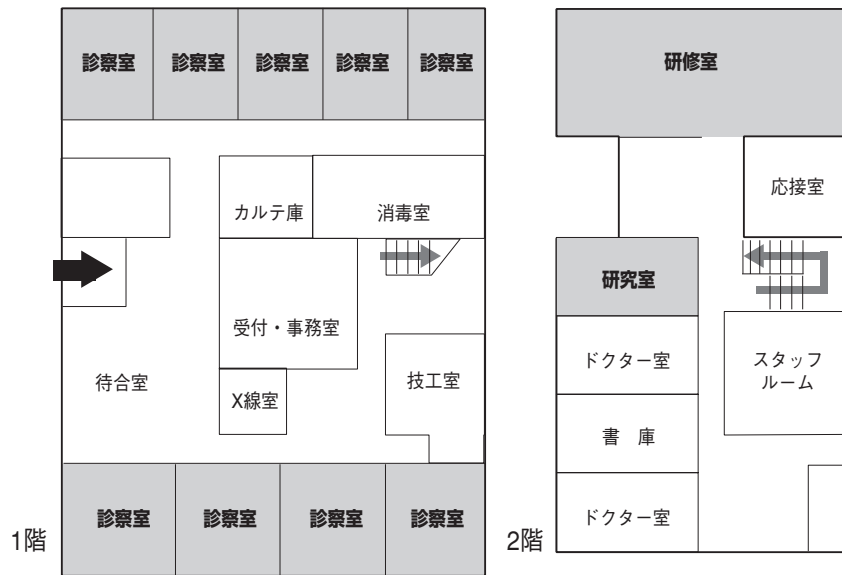 診察室
診察室
診察室
診察室
診察室
カルテ庫
消毒室
受付・事務室
待合室
X線室
技工室
診察室
診察室
診察室
診察室
1階
研修室
応接室
研究室
ドクター室
スタッフ
ルーム
書　庫
ドクター室
2階